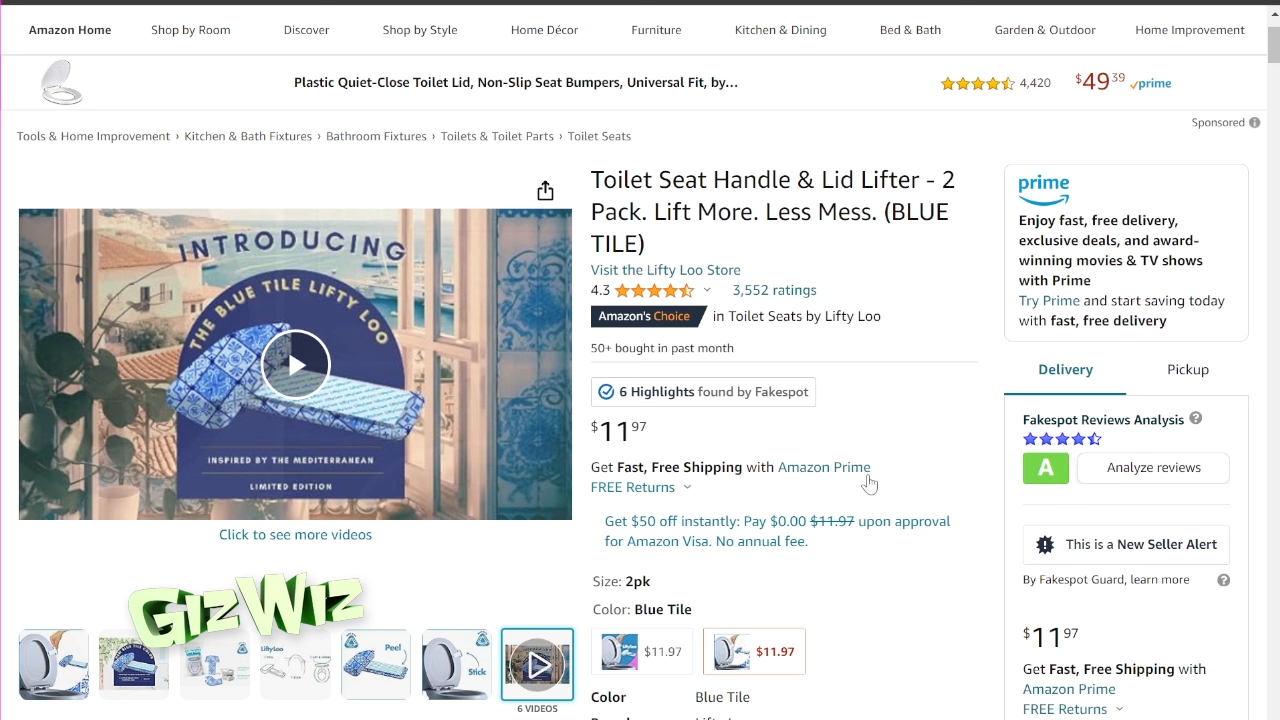 Amazon Home Shop by Room Discover Shop by Style Home Décor Furniture Kitchen & Dining Bed & Bath Garden & Outdoor Home Improvement
Plastic Quiet-Close Toilet Lid, Non-Slip Seat Bumpers, Universal Fit, by... 4,420 $49 39 prime
Sponsored
Tools & Home Improvement › Kitchen & Bath Fixtures › Bathroom Fixtures › Toilets & Toilet Parts › Toilet Seats
INTRODUCING
THE BLUE TILE LIFTY LOO
INSPIRED BY THE MEDITERRANEAN
LIMITED EDITION
Click to see more videos
GizWiz
LiftyLoo
Peel
Stick
6 VIDEOS
Toilet Seat Handle & Lid Lifter - 2
Pack. Lift More. Less Mess. (BLUE
TILE)
Visit the Lifty Loo Store
4.3 3,552 ratings
Amazon's Choice in Toilet Seats by Lifty Loo
50+ bought in past month
6 Highlights found by Fakespot
$11 97
Get Fast, Free Shipping with Amazon Prime
FREE Returns
Get $50 off instantly: Pay $0.00 $11.97 upon approval
for Amazon Visa. No annual fee.
Size: 2pk
Color: Blue Tile
$11.97 $11.97
Color Blue Tile
prime
Enjoy fast, free delivery,
exclusive deals, and award-
winning movies & TV shows
with Prime
Try Prime and start saving today
with fast, free delivery
Delivery Pickup
Fakespot Reviews Analysis
A Analyze reviews
This is a New Seller Alert
By Fakespot Guard, learn more
$11 97
Get Fast, Free Shipping with
Amazon Prime
FREE Returns